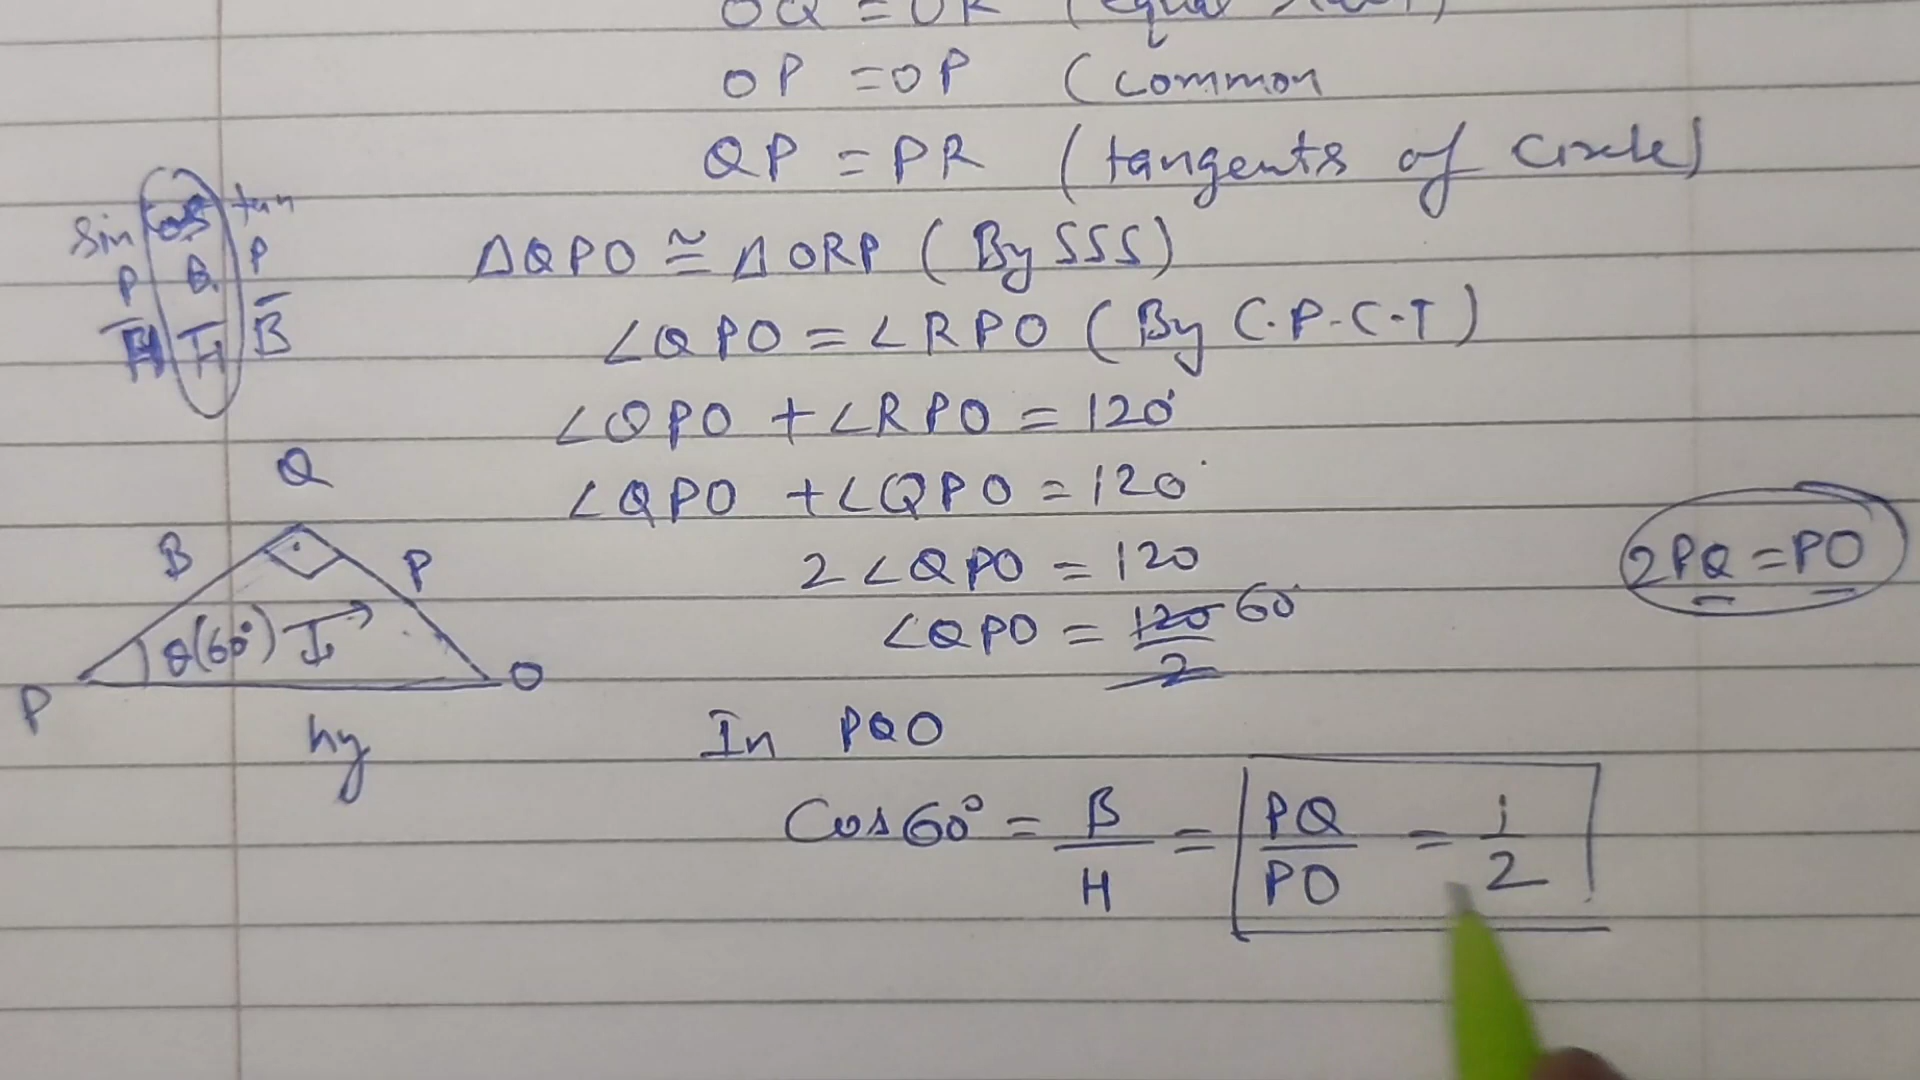 OP = OP (common
QP = PR (tangents of circle)
sin cos tan
P B P
H H B
ΔQPO ≅ ΔORP (By SSS)
∠QPO = ∠RPO (By C.P.C.T)
∠QPO + ∠RPO = 120°
∠QPO + ∠QPO = 120°
2∠QPO = 120
∠QPO = 120/2 60°
2PQ = PO
Q
B P
θ(60°) I
P O
hy
In PQO
Cos60° = B/H = PQ/PO = 1/2